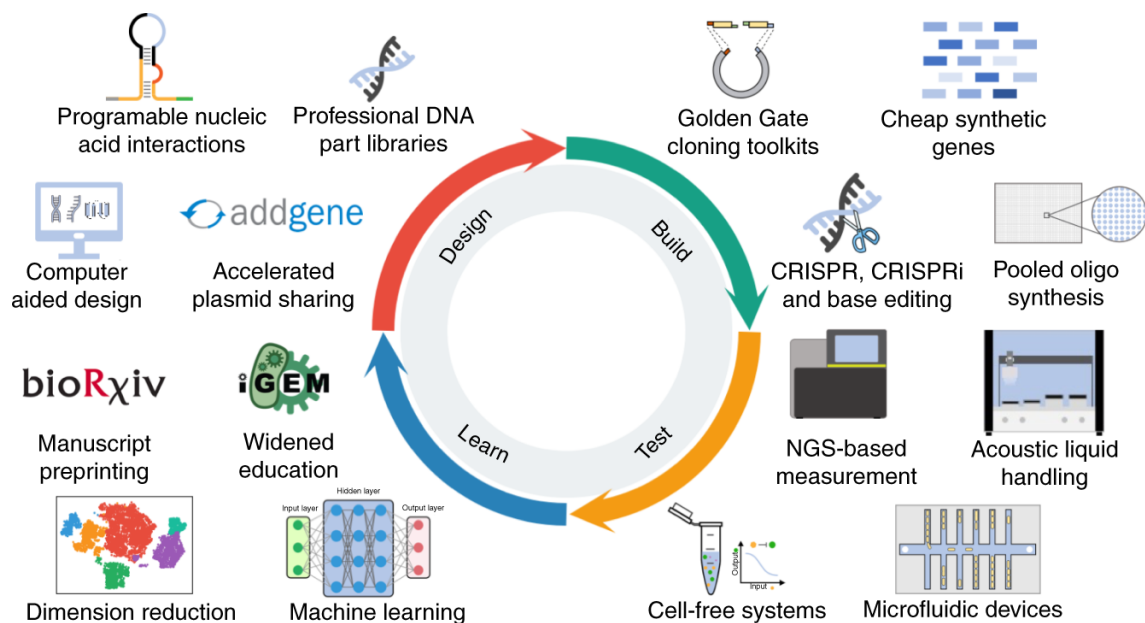 Programable nucleic
acid interactions
Professional DNA
part libraries
Golden Gate
cloning toolkits
Cheap synthetic
genes
Design
Build
addgene
Computer
aided design
Accelerated
plasmid sharing
CRISPR, CRISPRi
and base editing
Pooled oligo
synthesis
bioRχiv
iGEM
Manuscript
preprinting
Widened
education
Learn
Test
NGS-based
measurement
Acoustic liquid
handling
Input layer
Hidden layer
Output layer
Output
Input
Dimension reduction
Machine learning
Cell-free systems
Microfluidic devices